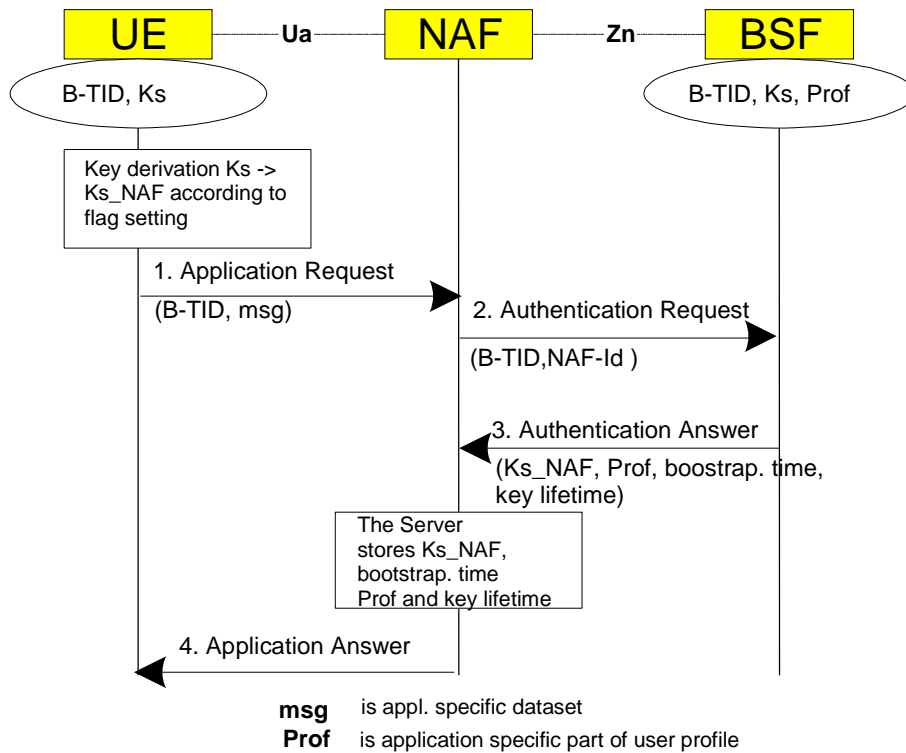 UE
Ua
NAF
Zn
BSF
B-TID, Ks
B-TID, Ks, Prof
Key derivation Ks ->
Ks_NAF according to
flag setting
1. Application Request
(B-TID, msg)
2. Authentication Request
(B-TID,NAF-Id )
3. Authentication Answer
(Ks_NAF, Prof, boostrap. time,
key lifetime)
The Server
stores Ks_NAF,
bootstrap. time
Prof and key lifetime
4. Application Answer
msg is appl. specific dataset
Prof is application specific part of user profile